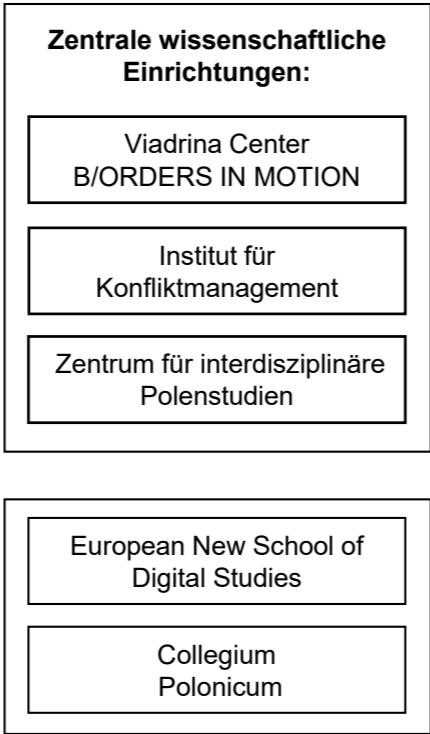 Zentrale wissenschaftliche
Einrichtungen:
Viadrina Center
B/ORDERS IN MOTION
Institut für
Konfliktmanagement
Zentrum für interdisziplinäre
Polenstudien
European New School of
Digital Studies
Collegium
Polonicum